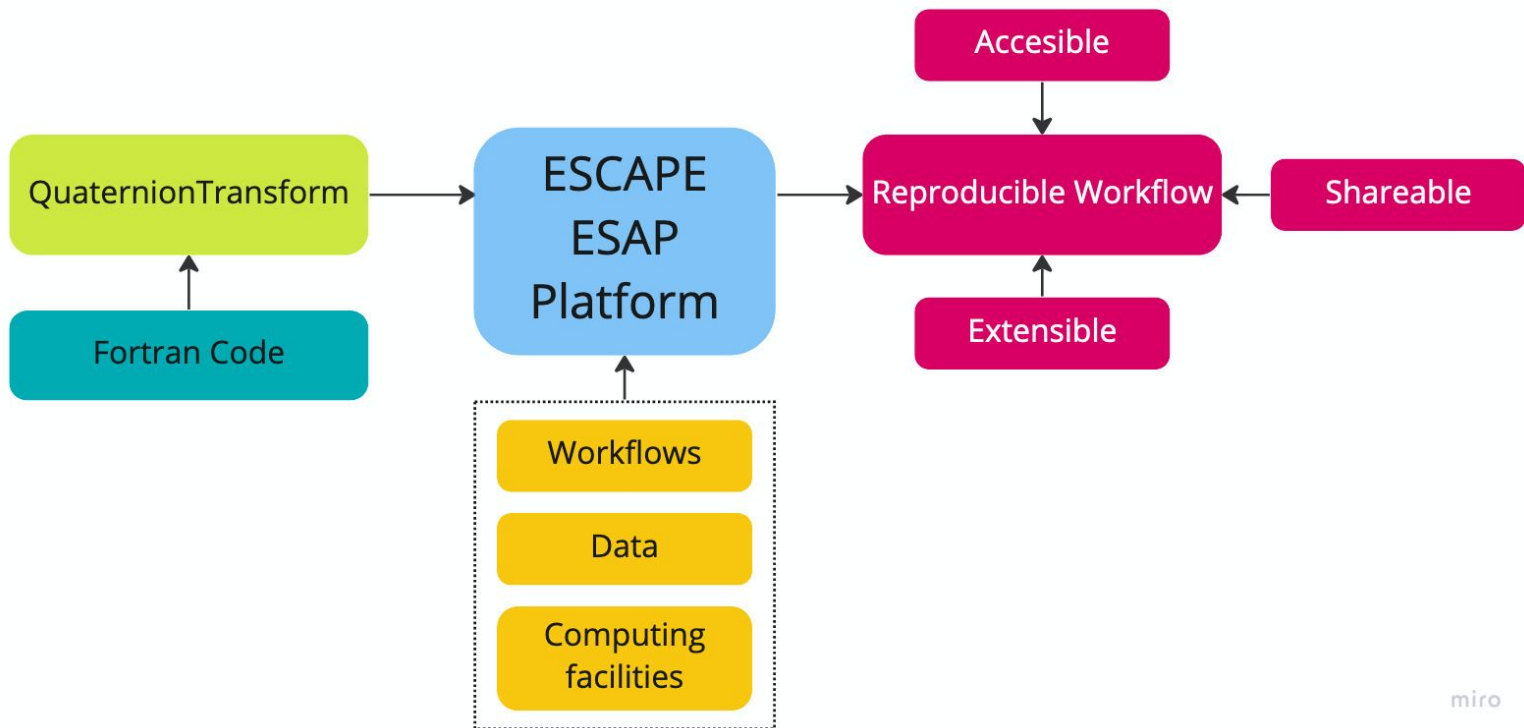 Accesible
QuaternionTransform
ESCAPE
ESAP
Platform
Reproducible Workflow
Shareable
Fortran Code
Extensible
Workflows
Data
Computing
facilities
miro